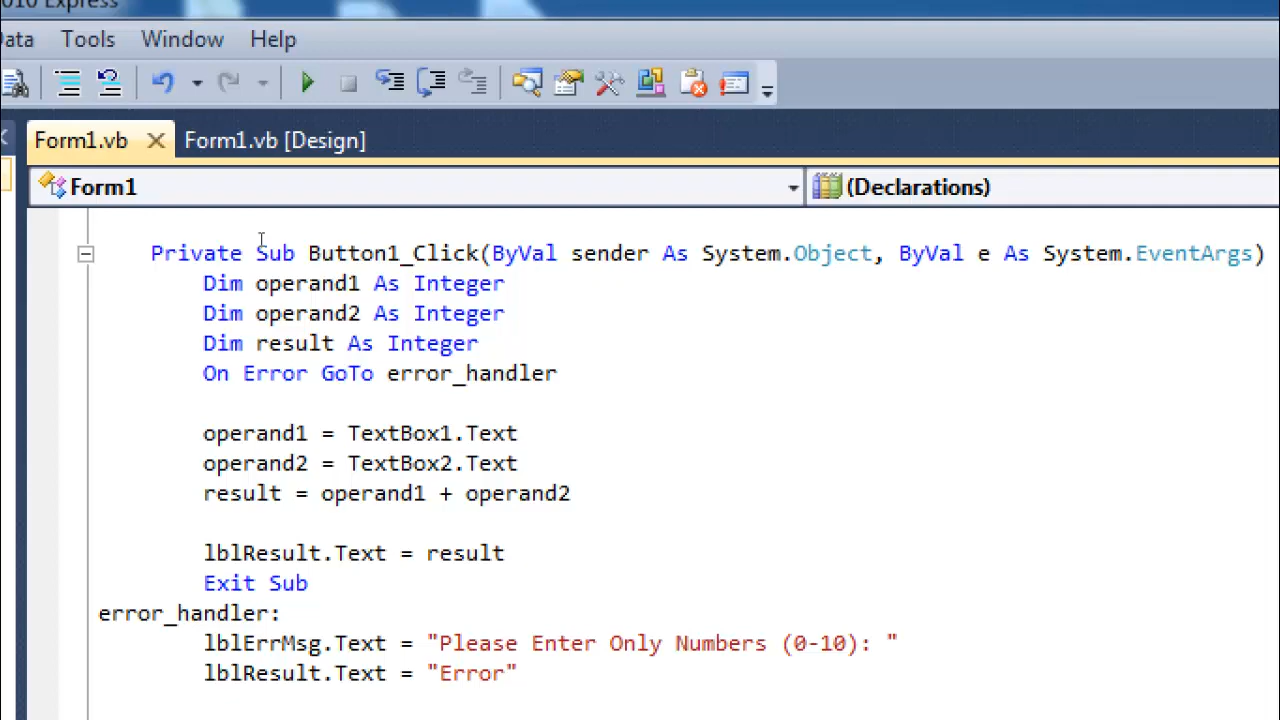 010 Express
Data Tools Window Help
Form1.vb Form1.vb [Design]
Form1 (Declarations)
Private Sub Button1_Click(ByVal sender As System.Object, ByVal e As System.EventArgs)
Dim operand1 As Integer
Dim operand2 As Integer
Dim result As Integer
On Error GoTo error_handler
operand1 = TextBox1.Text
operand2 = TextBox2.Text
result = operand1 + operand2
lblResult.Text = result
Exit Sub
error_handler:
lblErrMsg.Text = "Please Enter Only Numbers (0-10): "
lblResult.Text = "Error"